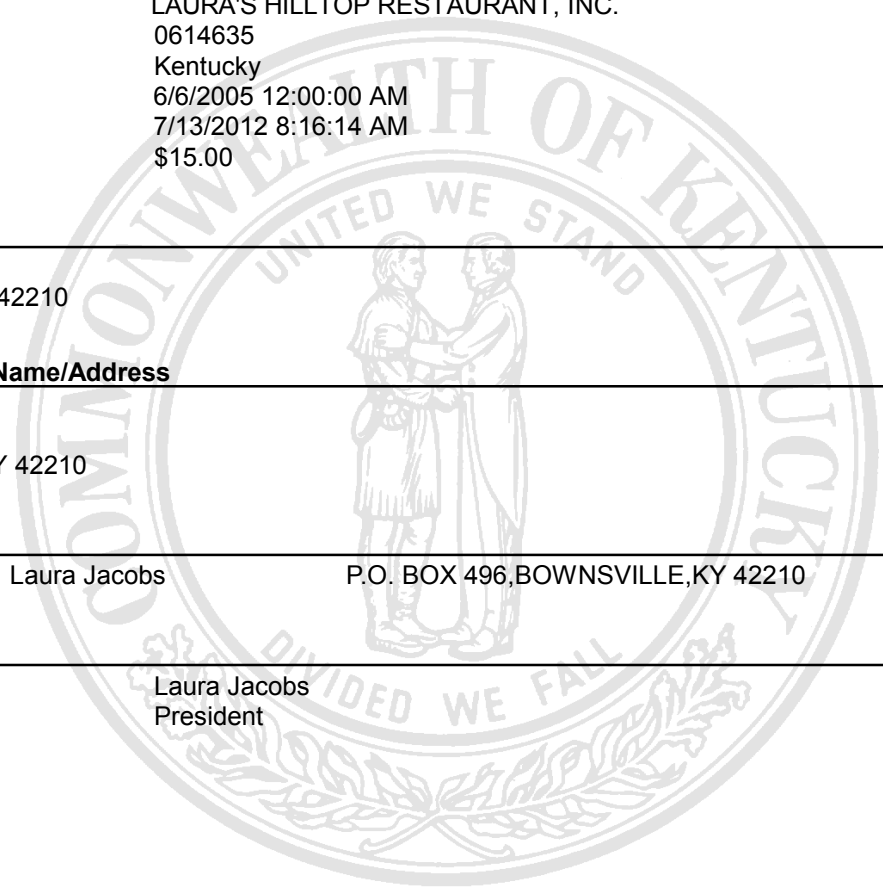 LAURA'S HILLTOP RESTAURANT, INC.
0614635
Kentucky
6/6/2005 12:00:00 AM
7/13/2012 8:16:14 AM
$15.00
COMMONWEALTH OF KENTUCKY
UNITED WE STAND
42210
Name/Address
Y 42210
Laura Jacobs P.O. BOX 496,BOWNSVILLE,KY 42210
DIVIDED WE FALL
Laura Jacobs
President